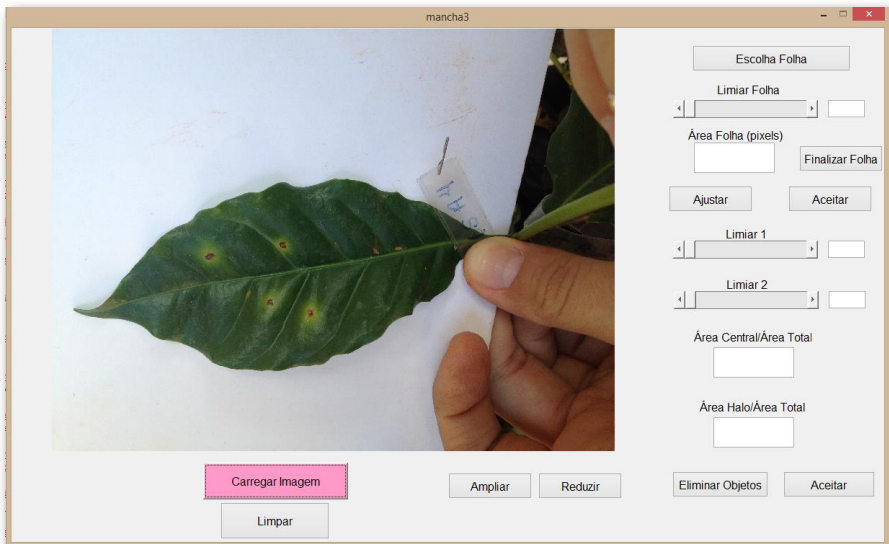 mancha3
Escolha Folha
Limiar Folha
Área Folha (pixels)
Finalizar Folha
Ajustar
Aceitar
Limiar 1
Limiar 2
Área Central/Área Total
Área Halo/Área Total
Carregar Imagem
Ampliar
Reduzir
Eliminar Objetos
Aceitar
Limpar